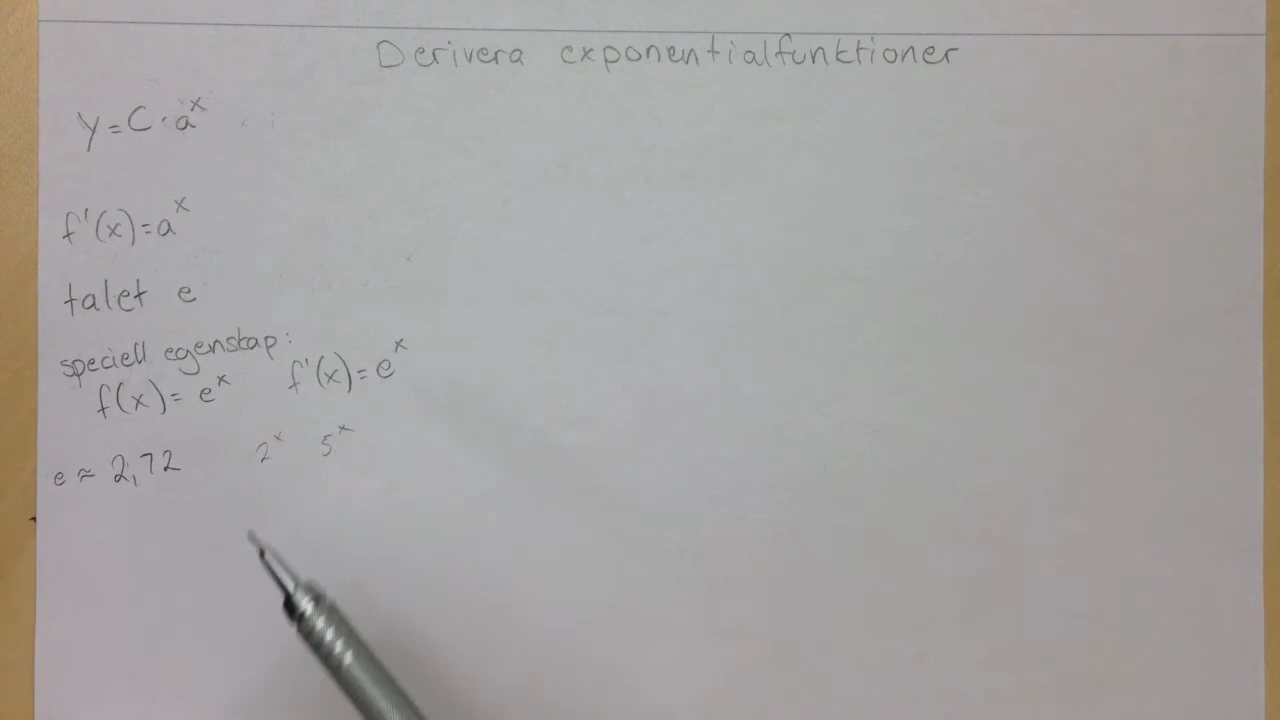 Derivera exponentialfunktioner
y = C · a^x
f'(x) = a^x
talet e
speciell egenskap:
f(x) = e^x f'(x) = e^x
e ≈ 2,72 2^x 5^x